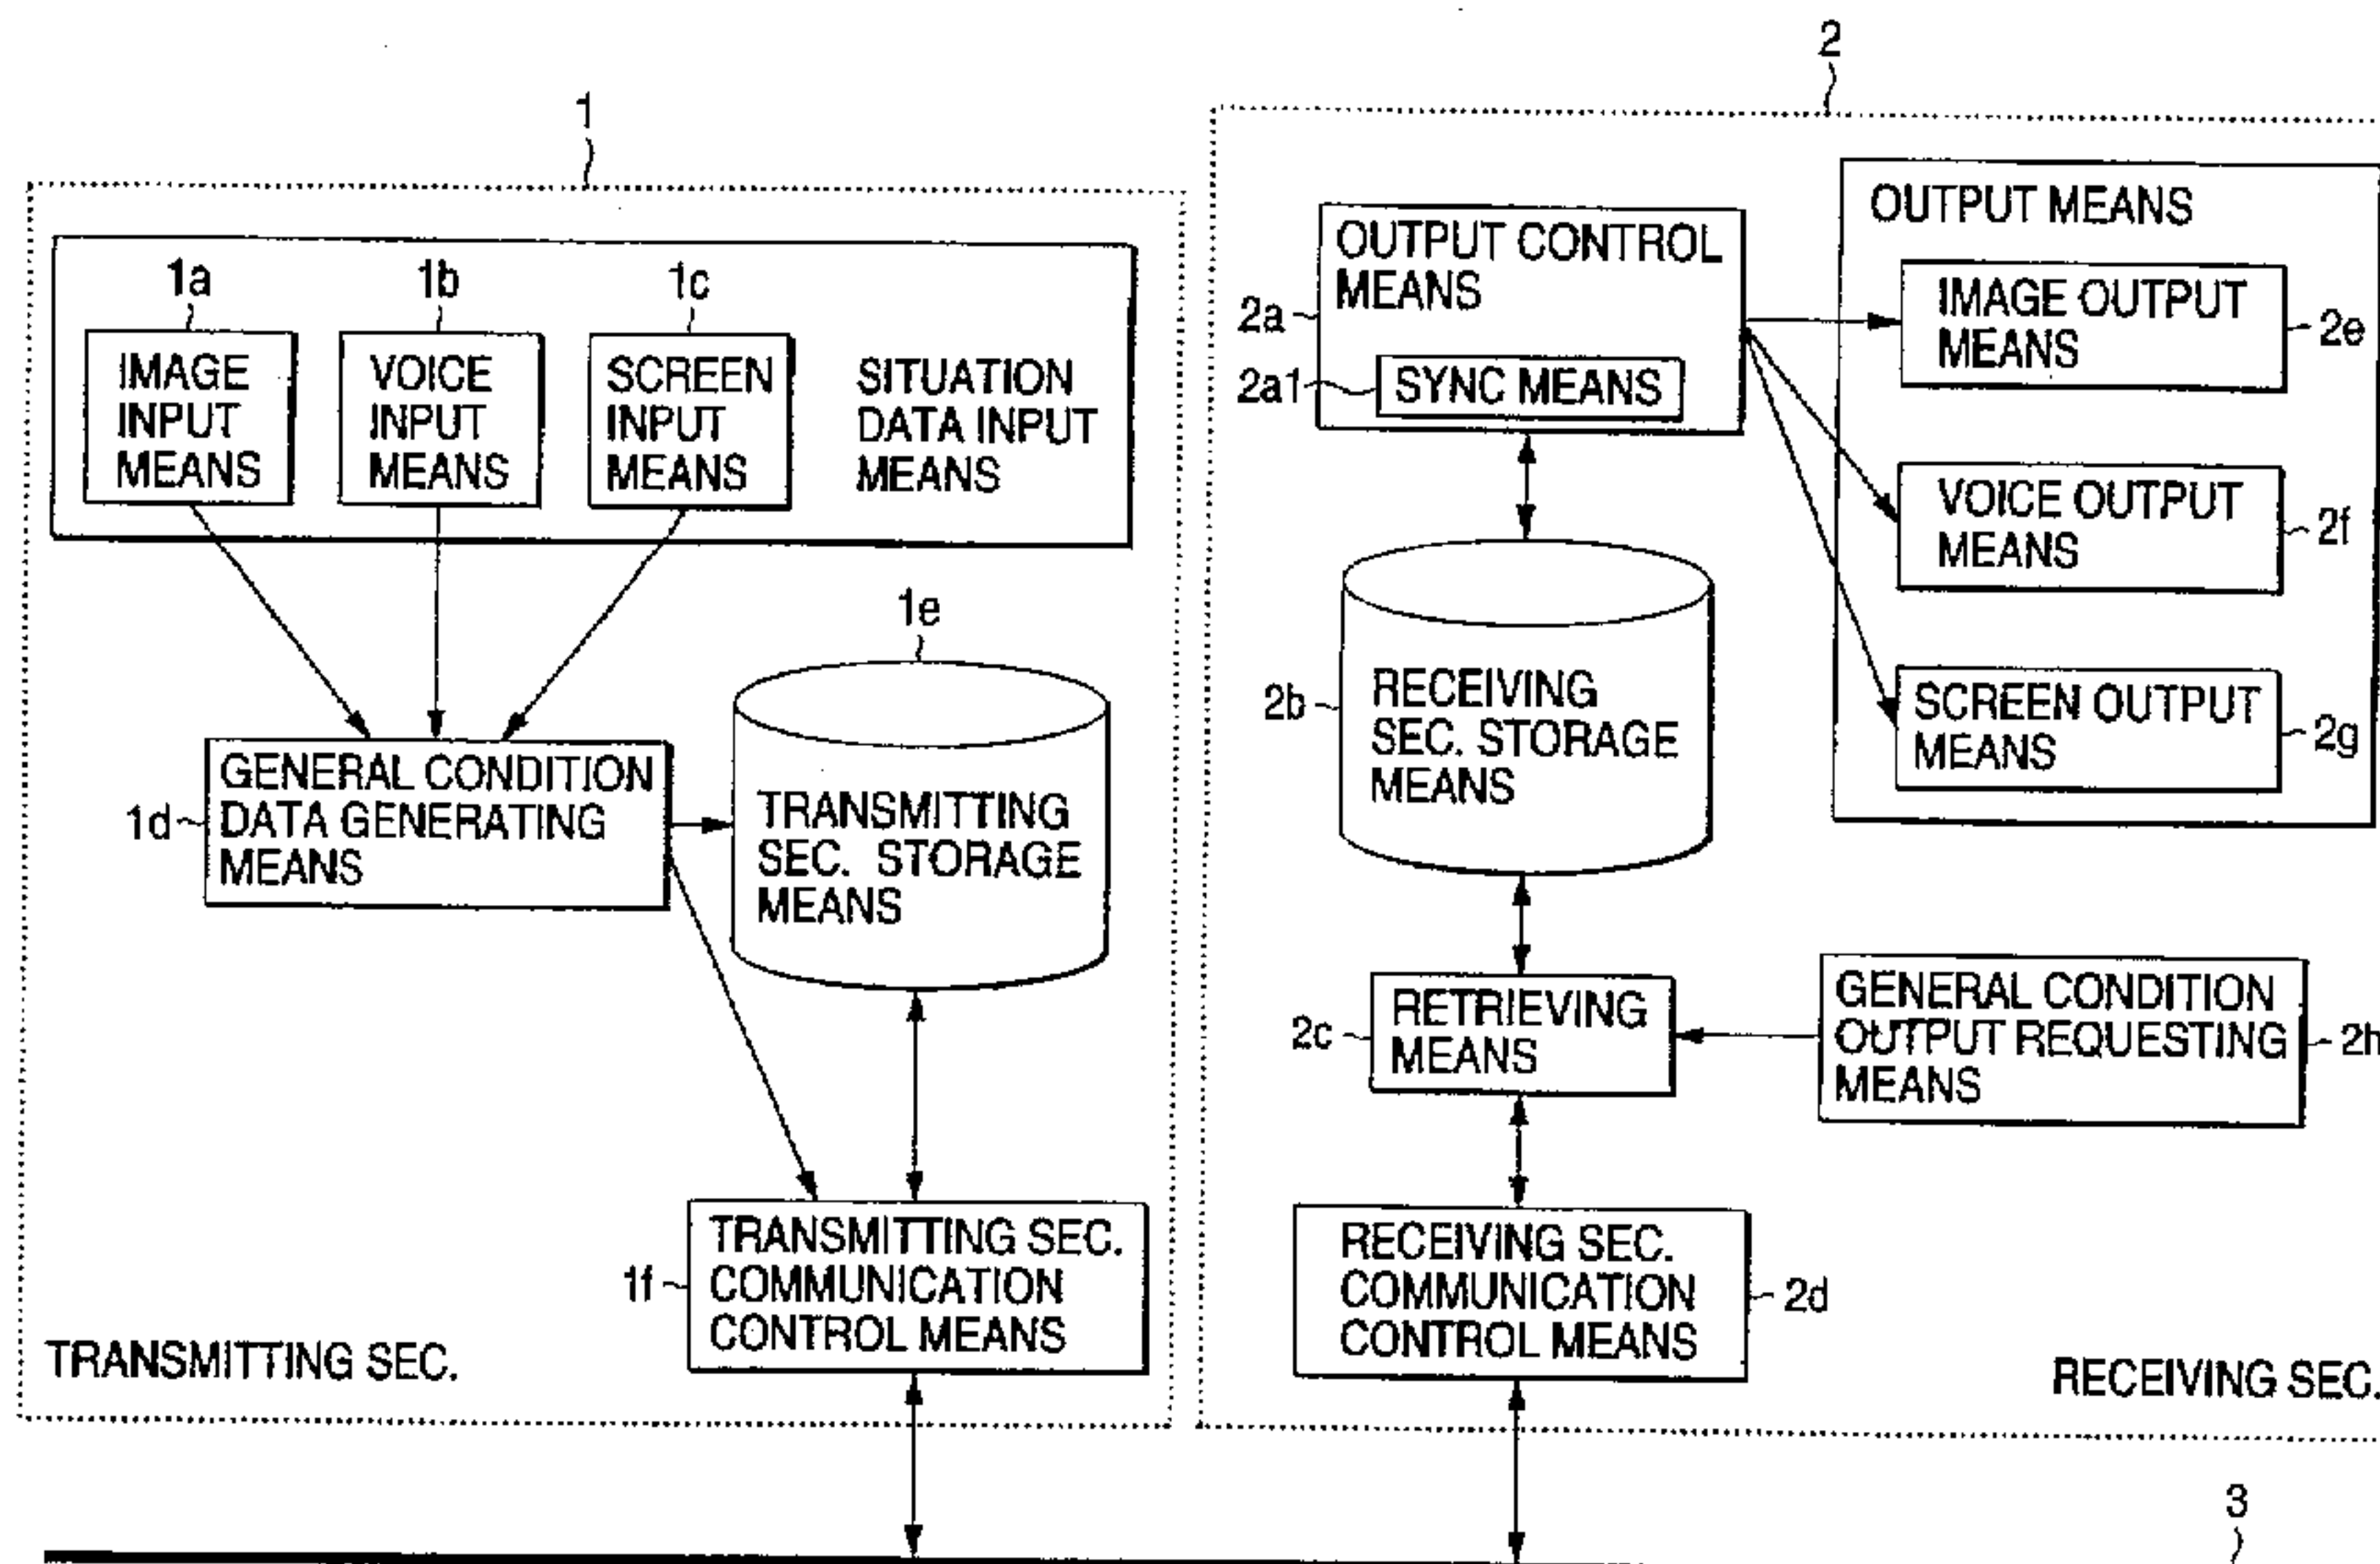 1
1a
1b
1c
IMAGE
INPUT
MEANS
VOICE
INPUT
MEANS
SCREEN
INPUT
MEANS
SITUATION
DATA INPUT
MEANS
1d
GENERAL CONDITION
DATA GENERATING
MEANS
1e
TRANSMITTING
SEC. STORAGE
MEANS
1f
TRANSMITTING SEC.
COMMUNICATION
CONTROL MEANS
TRANSMITTING SEC.
2
OUTPUT CONTROL
MEANS
2a
2a1
SYNC MEANS
OUTPUT MEANS
IMAGE OUTPUT
MEANS
2e
VOICE OUTPUT
MEANS
2f
SCREEN OUTPUT
MEANS
2g
2b
RECEIVING
SEC. STORAGE
MEANS
2c
RETRIEVING
MEANS
GENERAL CONDITION
OUTPUT REQUESTING
MEANS
2h
RECEIVING SEC.
COMMUNICATION
CONTROL MEANS
2d
RECEIVING SEC.
3